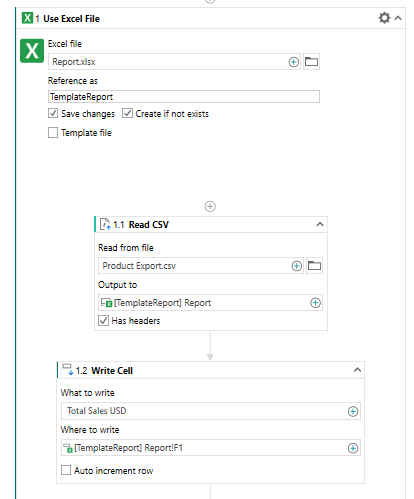 1 Use Excel File
Excel file
Report.xlsx
Reference as
TemplateReport
Save changes Create if not exists
Template file
1.1 Read CSV
Read from file
Product Export.csv
Output to
[TemplateReport] Report
Has headers
1.2 Write Cell
What to write
Total Sales USD
Where to write
[TemplateReport] Report!F1
Auto increment row